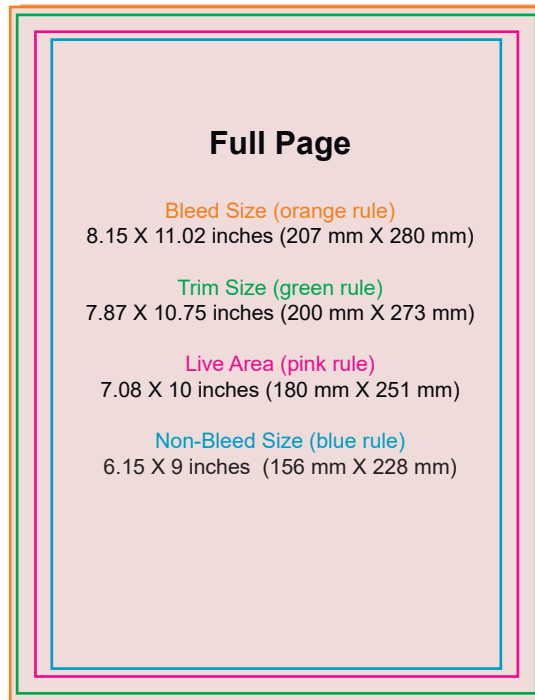 Full Page
Bleed Size (orange rule)
8.15 X 11.02 inches (207 mm X 280 mm)
Trim Size (green rule)
7.87 X 10.75 inches (200 mm X 273 mm)
Live Area (pink rule)
7.08 X 10 inches (180 mm X 251 mm)
Non-Bleed Size (blue rule)
6.15 X 9 inches  (156 mm X 228 mm)